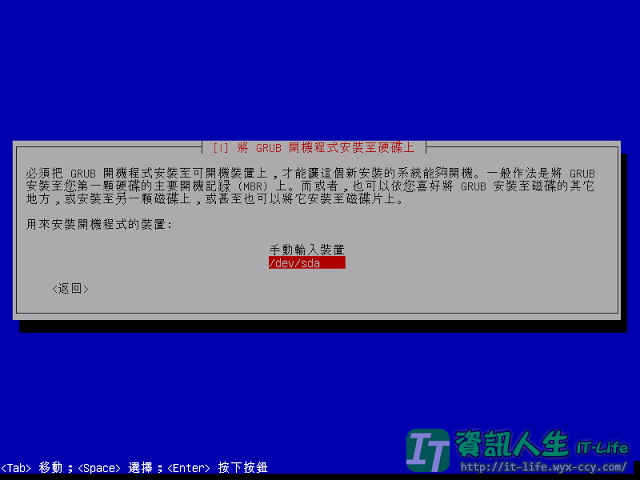 [!] 將 GRUB 開機程式安裝至硬碟上
必須把 GRUB 開機程式安裝至可開機裝置上，才能讓這個新安裝的系統能夠開機。一般作法是將 GRUB
安裝至您第一顆硬碟的主要開機記錄 (MBR) 上。而或者，也可以依您喜好將 GRUB 安裝至磁碟的其它
地方，或安裝至另一顆磁碟上，或甚至也可以將它安裝至磁碟片上。
用來安裝開機程式的裝置:
手動輸入裝置
/dev/sda
<返回>
<Tab> 移動；<Space> 選擇；<Enter> 按下按鈕
IT 資訊人生 IT-Life
http://it-life.wyx-ccy.com/